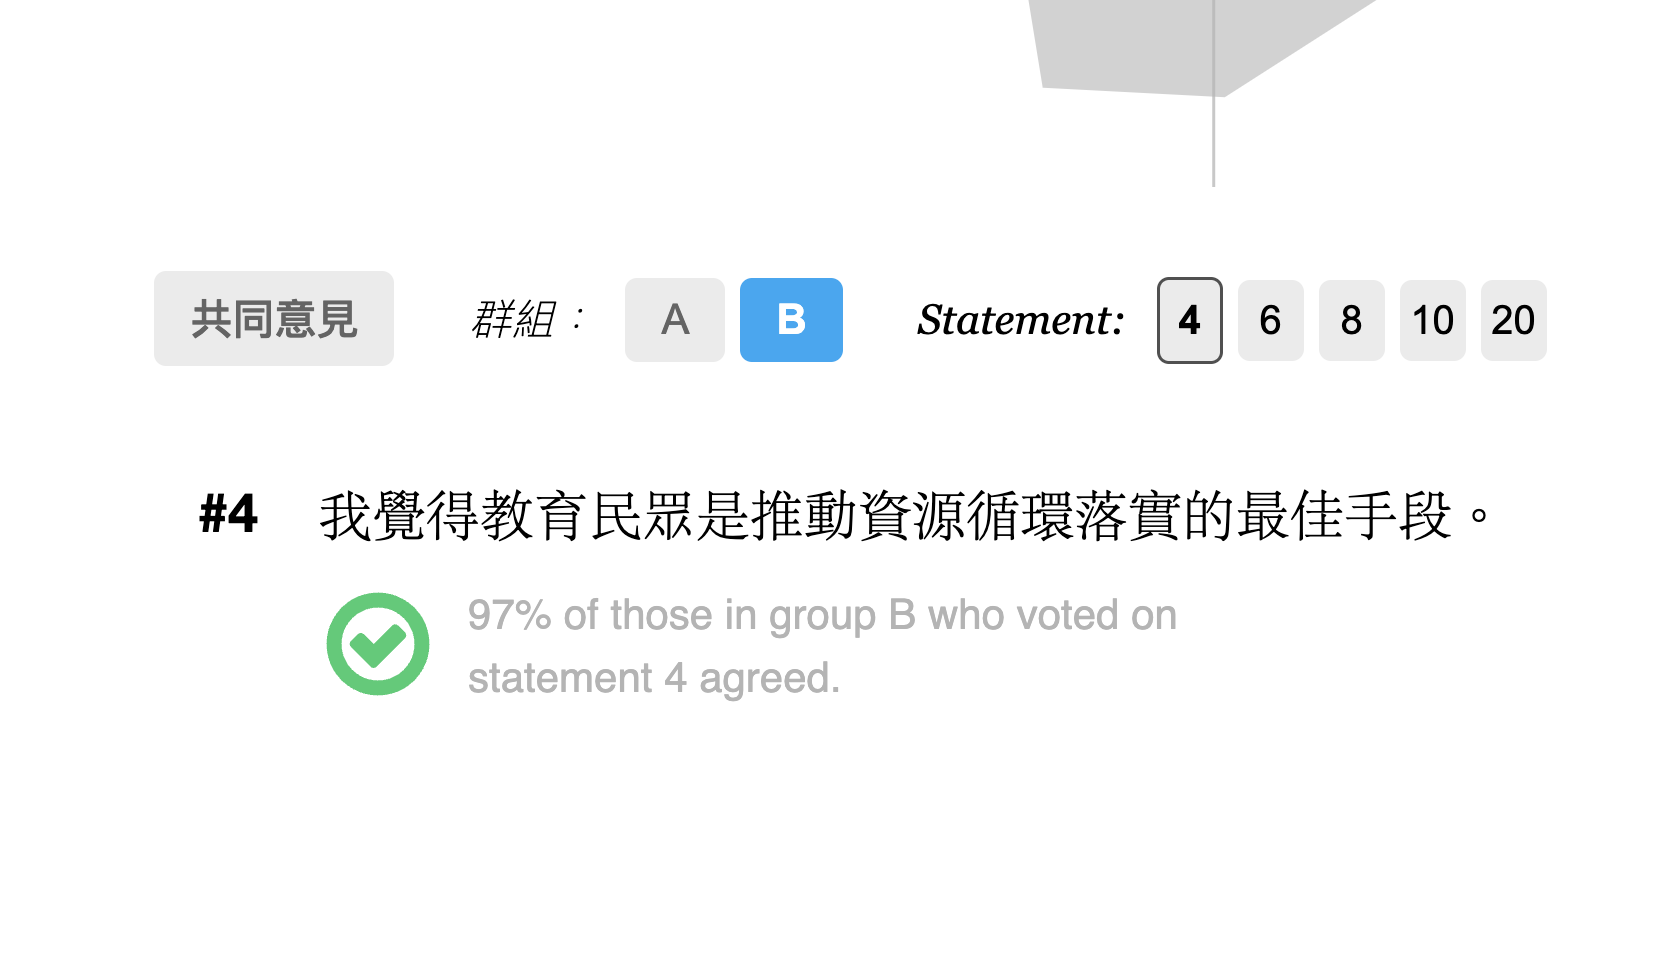 共同意見 群組： A B Statement: 4 6 8 10 20
#4 我覺得教育民眾是推動資源循環落實的最佳手段。
97% of those in group B who voted on
statement 4 agreed.